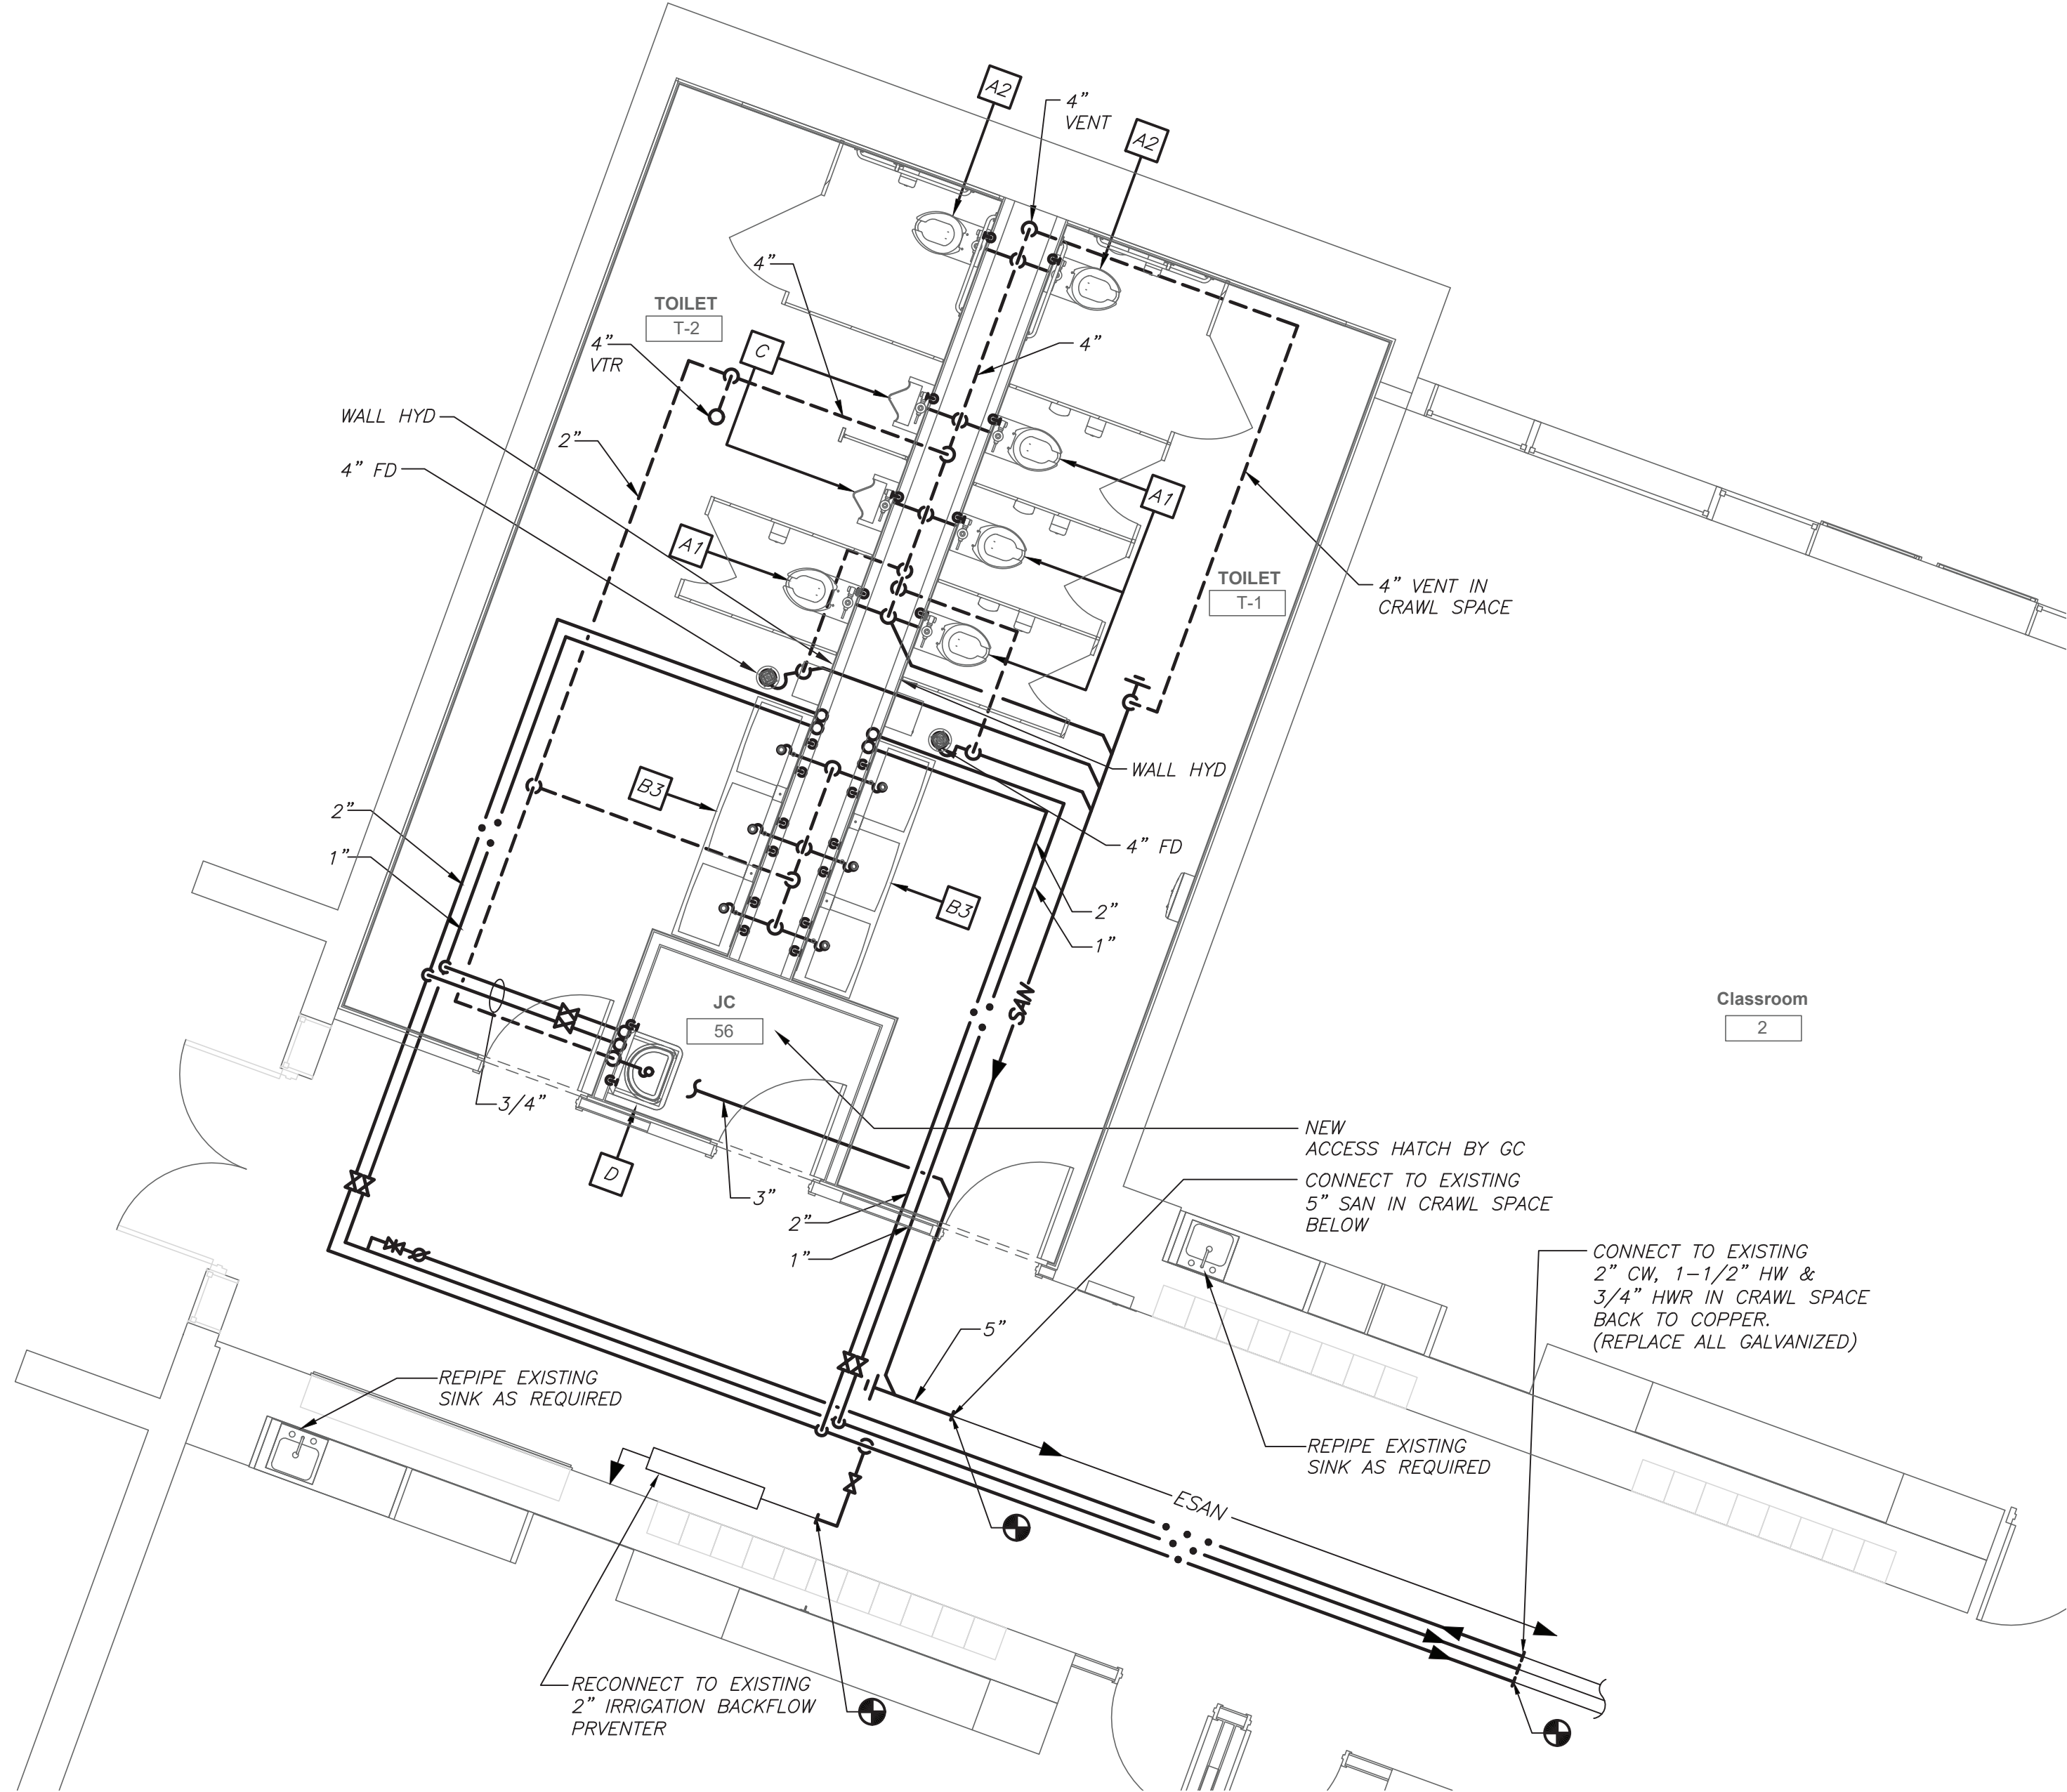 A2
4”
VENT
A2
4”
TOILET
T-2
4”
VTR
C
4”
WALL HYD
2”
4” FD
A1
A1
TOILET
T-1
4” VENT IN
CRAWL SPACE
WALL HYD
B3
2”
1”
4” FD
B3
2”
1”
SAN
JC
56
Classroom
2
3/4”
D
3”
NEW
ACCESS HATCH BY GC
CONNECT TO EXISTING
5” SAN IN CRAWL SPACE
BELOW
2”
1”
CONNECT TO EXISTING
2” CW, 1-1/2” HW &
3/4” HWR IN CRAWL SPACE
BACK TO COPPER.
(REPLACE ALL GALVANIZED)
5”
REPIPE EXISTING
SINK AS REQUIRED
REPIPE EXISTING
SINK AS REQUIRED
ESAN
RECONNECT TO EXISTING
2” IRRIGATION BACKFLOW
PRVENTER